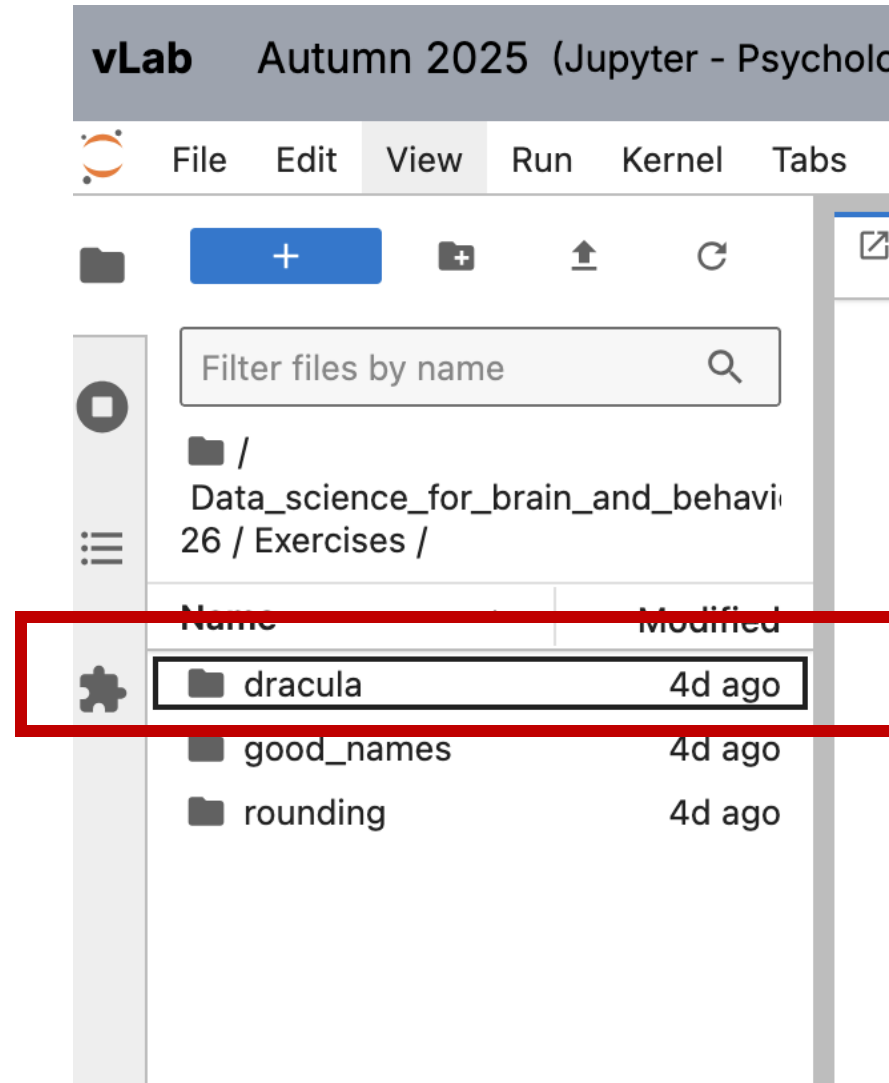 vLab Autumn 2025 (Jupyter - Psycholo
File Edit View Run Kernel Tabs
Filter files by name
/
Data_science_for_brain_and_behavi
26 / Exercises /
Name Modified
dracula 4d ago
good_names 4d ago
rounding 4d ago